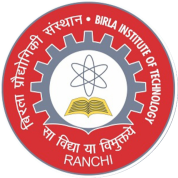 बिरला प्रौद्योगिकी संस्थान • BIRLA INSTITUTE OF TECHNOLOGY
सा विद्या या विमुक्तये
RANCHI